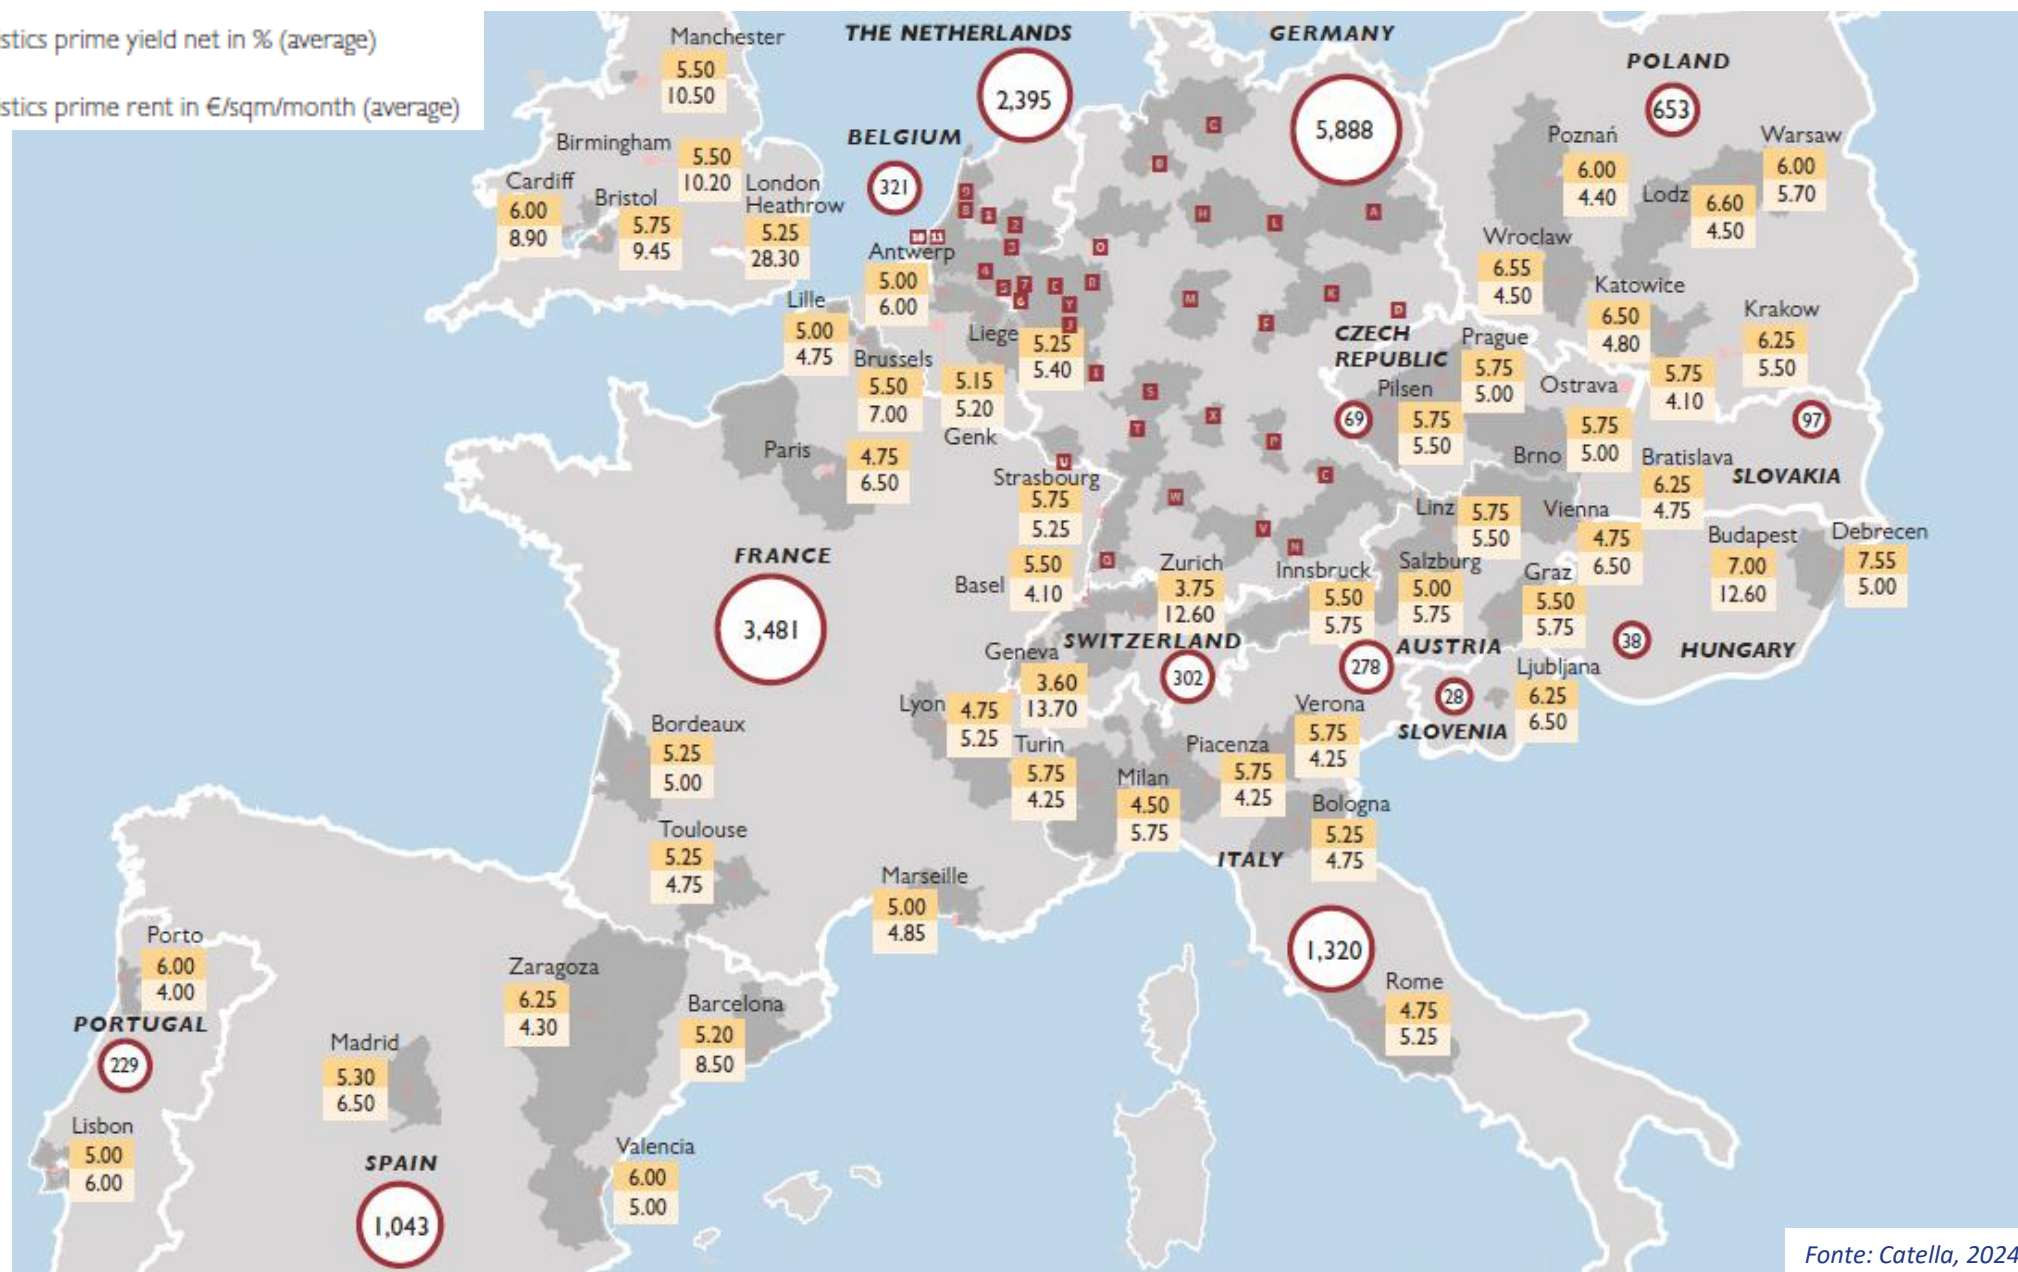 istics prime yield net in % (average)
istics prime rent in €/sqm/month (average)
Manchester
5.50
10.50
Birmingham
5.50
10.20
Cardiff
6.00
8.90
Bristol
5.75
9.45
London
Heathrow
5.25
28.30
THE NETHERLANDS
2,395
BELGIUM
321
GERMANY
5,888
POLAND
653
Poznań
6.00
4.40
Warsaw
6.00
5.70
Lodz
6.60
4.50
Wroclaw
6.55
4.50
Katowice
6.50
4.80
Krakow
6.25
5.50
G
A
H
L
O
M
K
D
F
E
R
Y
J
I
S
T
X
P
U
W
C
V
N
Q
9
8
1
2
10
11
3
4
5
7
6
Antwerp
5.00
6.00
Lille
5.00
4.75
Brussels
5.50
7.00
Liege
5.25
5.40
5.15
5.20
Genk
CZECH
REPUBLIC
69
Prague
5.75
5.00
Pilsen
5.75
5.50
Ostrava
5.75
4.10
Brno
5.75
5.00
97
SLOVAKIA
Bratislava
6.25
4.75
Paris
4.75
6.50
Strasbourg
5.75
5.25
FRANCE
3,481
Basel
5.50
4.10
Zurich
3.75
12.60
SWITZERLAND
302
Geneva
3.60
13.70
Innsbruck
5.50
5.75
Linz
5.75
5.50
Vienna
4.75
6.50
Salzburg
5.00
5.75
Graz
5.50
5.75
AUSTRIA
278
Budapest
7.00
12.60
Debrecen
7.55
5.00
38
HUNGARY
Ljubljana
6.25
6.50
28
SLOVENIA
Lyon
4.75
5.25
Bordeaux
5.25
5.00
Toulouse
5.25
4.75
Marseille
5.00
4.85
Turin
5.75
4.25
Milan
4.50
5.75
Piacenza
5.75
4.25
Verona
5.75
4.25
Bologna
5.25
4.75
ITALY
1,320
Rome
4.75
5.25
Porto
6.00
4.00
PORTUGAL
229
Lisbon
5.00
6.00
Zaragoza
6.25
4.30
Barcelona
5.20
8.50
Madrid
5.30
6.50
Valencia
6.00
5.00
SPAIN
1,043
Fonte: Catella, 2024